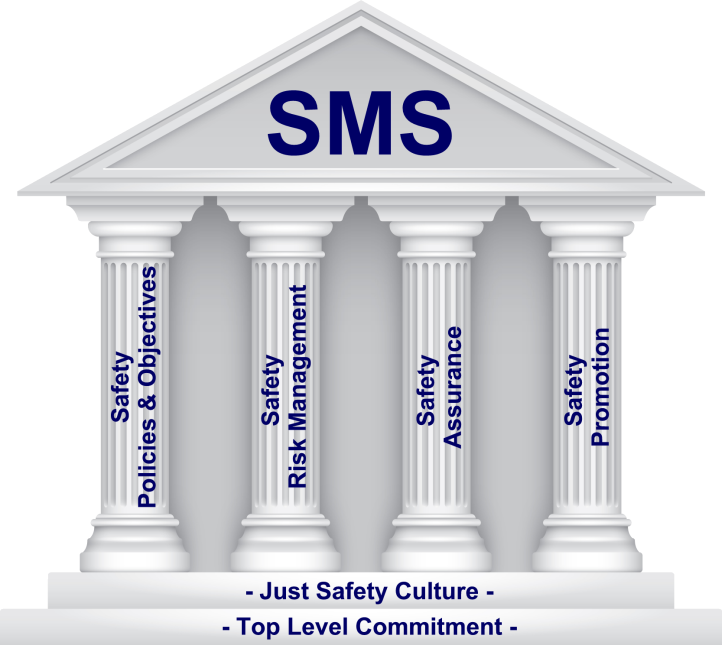 SMS
Safety
Policies & Objectives
Safety
Risk Management
Safety
Assurance
Safety
Promotion
- Just Safety Culture -
- Top Level Commitment -